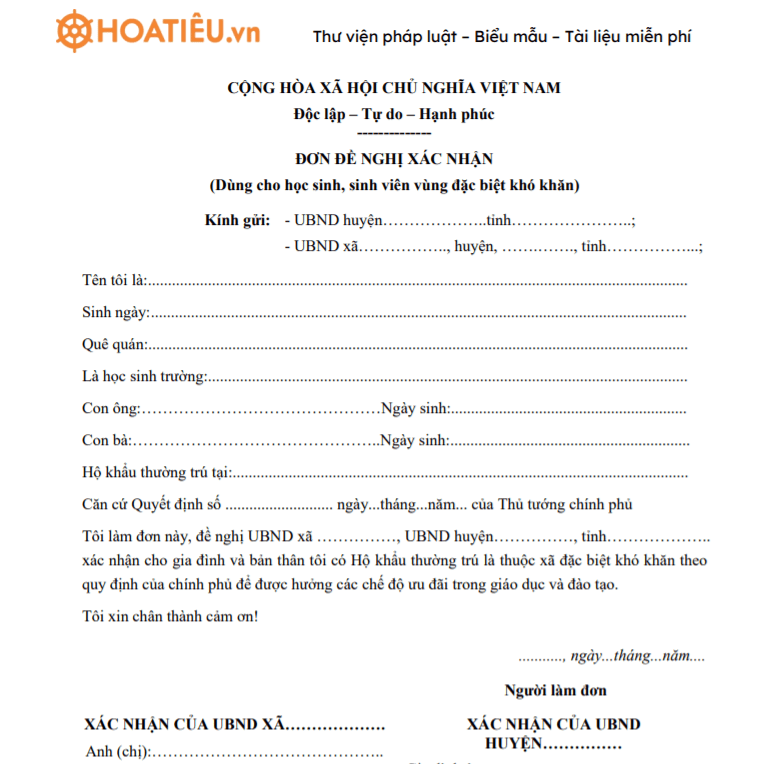 HOATIÊU.vn
Thư viện pháp luật – Biểu mẫu – Tài liệu miễn phí
CỘNG HÒA XÃ HỘI CHỦ NGHĨA VIỆT NAM
Độc lập – Tự do – Hạnh phúc
--------------
ĐƠN ĐỀ NGHỊ XÁC NHẬN
(Dùng cho học sinh, sinh viên vùng đặc biệt khó khăn)
Kính gửi: - UBND huyện………………..tỉnh…………………..;
- UBND xã……………., huyện, …….……, tỉnh……………...;
Tên tôi là:........................................................................
Sinh ngày:........................................................................
Quê quán:........................................................................
Là học sinh trường:........................................................................
Con ông:…………………………………………Ngày sinh:............................................................
Con bà:…………………………………………..Ngày sinh:............................................................
Hộ khẩu thường trú tại:........................................................................
Căn cứ Quyết định số ........................... ngày...tháng...năm... của Thủ tướng chính phủ
Tôi làm đơn này, đề nghị UBND xã ……………, UBND huyện……………, tỉnh………………..
xác nhận cho gia đình và bản thân tôi có Hộ khẩu thường trú là thuộc xã đặc biệt khó khăn theo
quy định của chính phủ để được hưởng các chế độ ưu đãi trong giáo dục và đào tạo.
Tôi xin chân thành cảm ơn!
..........., ngày...tháng...năm....
Người làm đơn
XÁC NHẬN CỦA UBND XÃ………………..
XÁC NHẬN CỦA UBND
HUYỆN……………
Anh (chị):…………………………………..